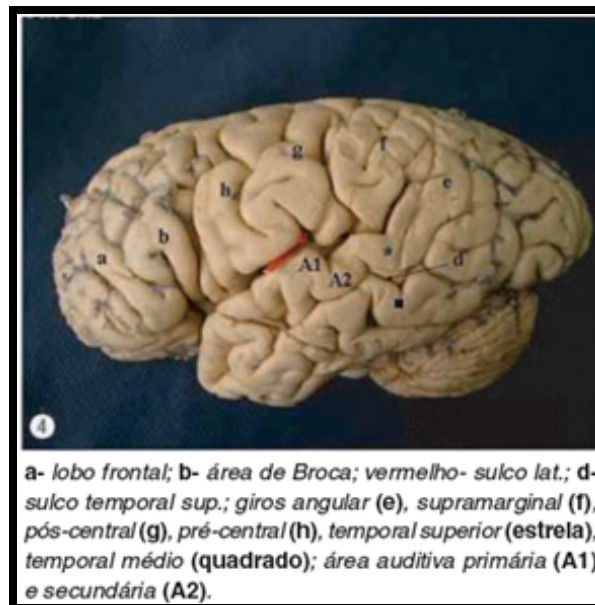 a
b
h
g
f
e
d
A1
A2
4
a- lobo frontal; b- área de Broca; vermelho- sulco lat.; d-
sulco temporal sup.; giros angular (e), supramarginal (f),
pós-central (g), pré-central (h), temporal superior (estrela),
temporal médio (quadrado); área auditiva primária (A1)
e secundária (A2).